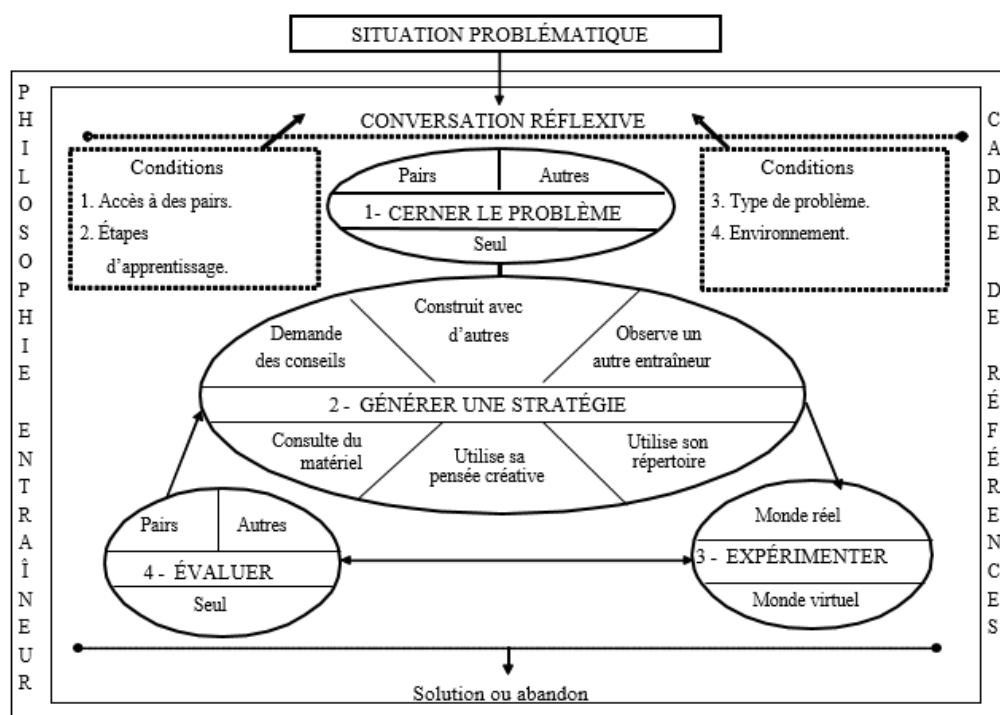 SITUATION PROBLÉMATIQUE
PHILOSOPHIE ENTRAÎNEUR
CADRE DE RÉFÉRENCES
CONVERSATION RÉFLEXIVE
Conditions
1. Accès à des pairs.
2. Étapes
d'apprentissage.
Conditions
3. Type de problème.
4. Environnement.
Pairs
Autres
1- CERNER LE PROBLÈME
Seul
Demande
des conseils
Construit avec
d'autres
Observe un
autre entraîneur
2 - GÉNÉRER UNE STRATÉGIE
Consulte du
matériel
Utilise sa
pensée créative
Utilise son
répertoire
Pairs
Autres
4 - ÉVALUER
Seul
Monde réel
3 - EXPÉRIMENTER
Monde virtuel
Solution ou abandon